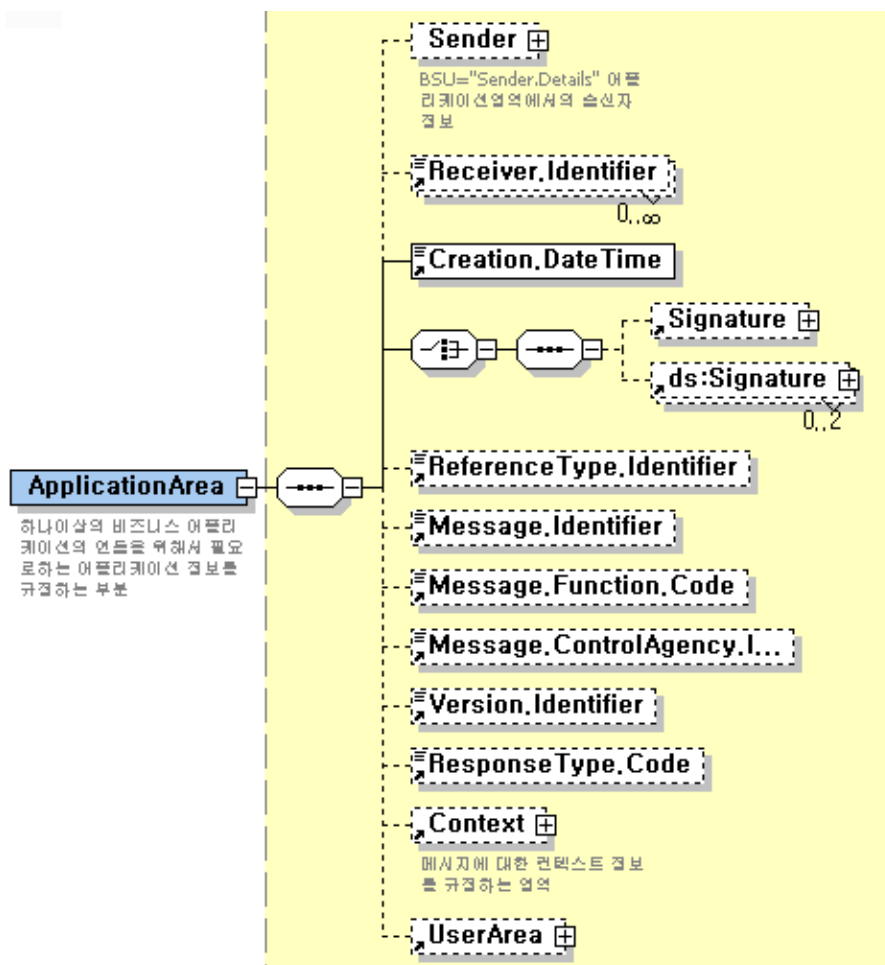 Sender
BSU="Sender.Details" 어플
리케이션영역에서의 송신자
정보
Receiver.Identifier
0..∞
Creation.DateTime
Signature
ds:Signature
0..2
ApplicationArea
하나이상의 비즈니스 어플리
케이션의 연동을 위해서 필요
로하는 어플리케이션 정보를
규정하는 부분
ReferenceType.Identifier
Message.Identifier
Message.Function.Code
Message.ControlAgency.I...
Version.Identifier
ResponseType.Code
Context
메시지에 대한 컨텍스트 정보
를 규정하는 영역
UserArea